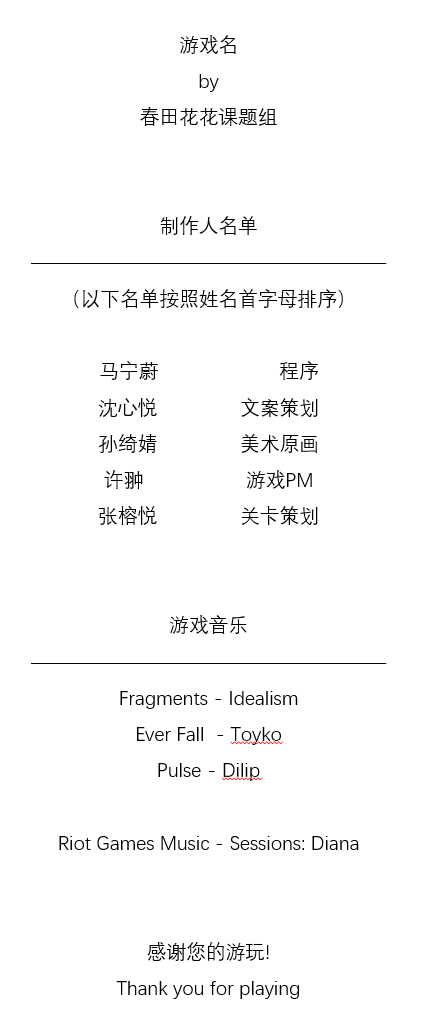 游戏名
by
春田花花课题组
制作人名单
（以下名单按照姓名首字母排序）
马宁蔚 程序
沈心悦 文案策划
孙绮婧 美术原画
许翀 游戏PM
张榕悦 关卡策划
游戏音乐
Fragments - Idealism
Ever Fall - Toyko
Pulse - Dilip
Riot Games Music - Sessions: Diana
感谢您的游玩!
Thank you for playing